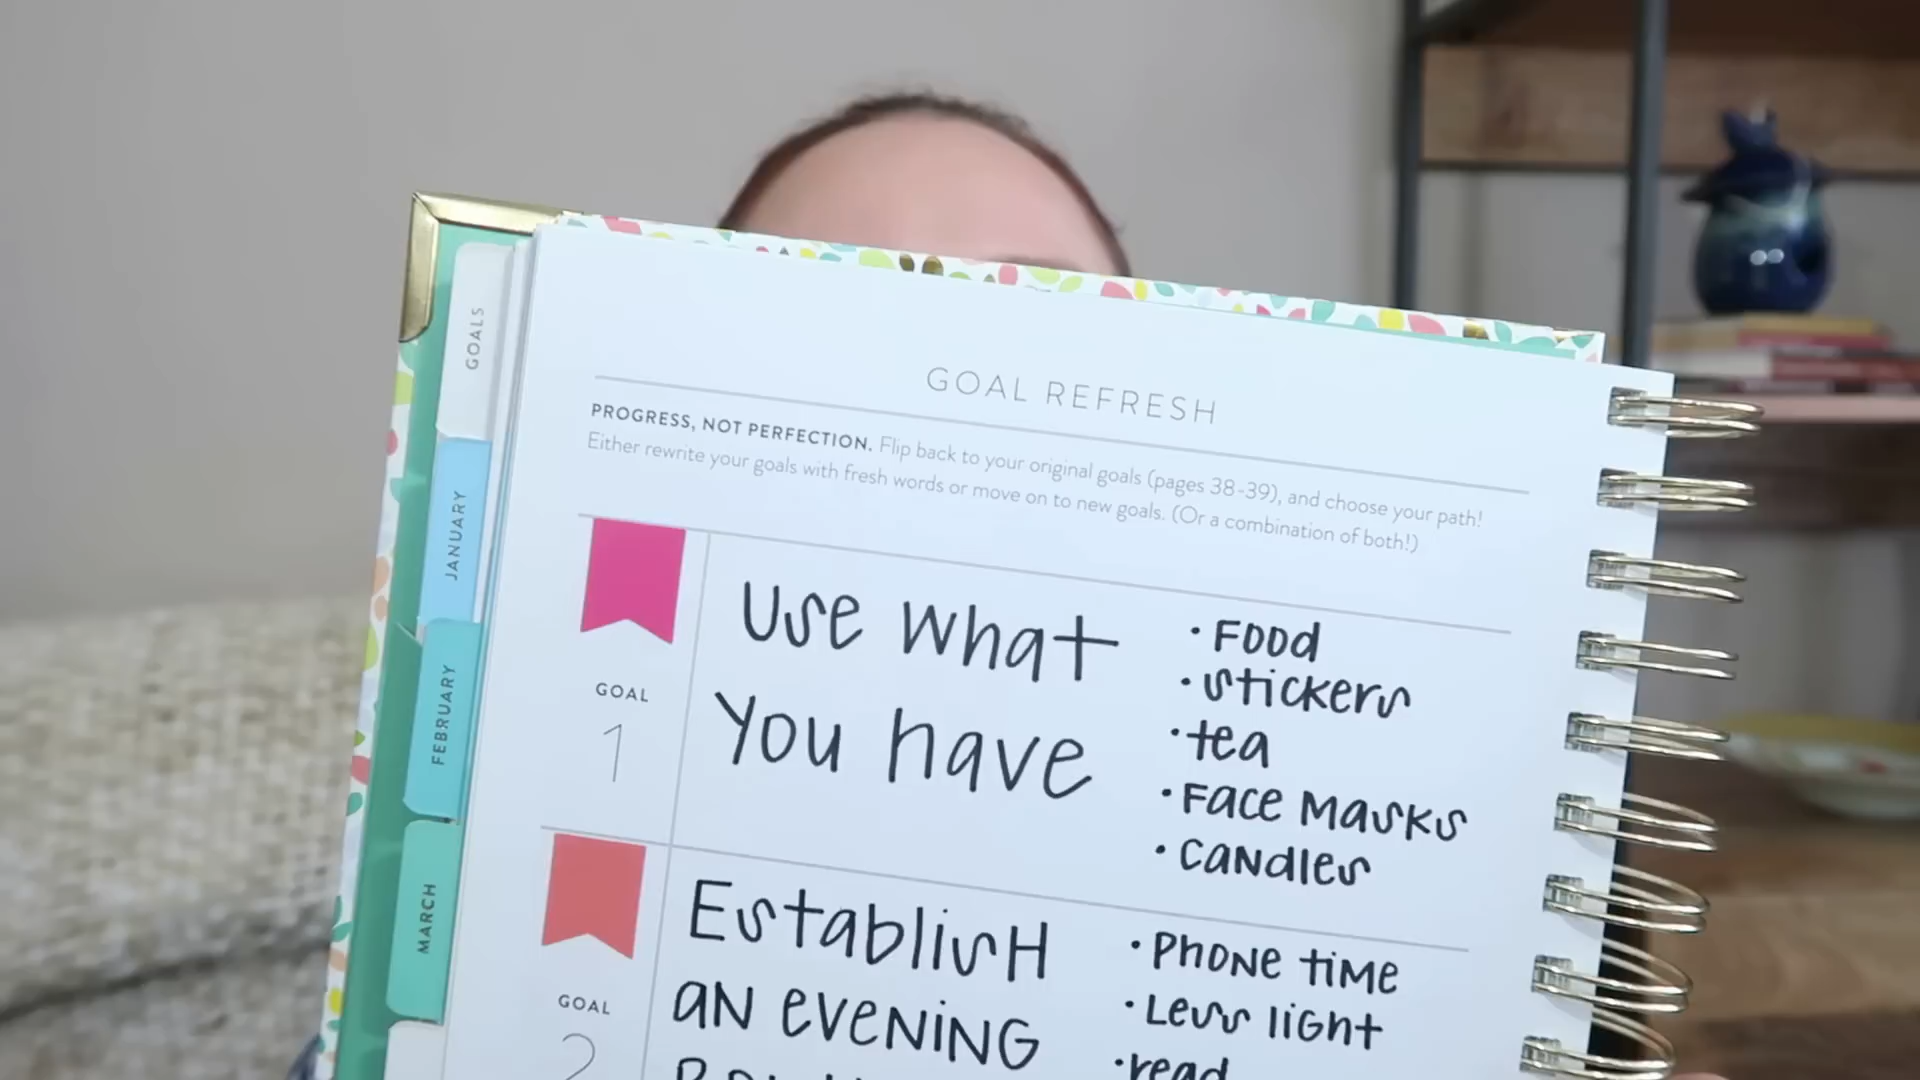 GOALS
JANUARY
FEBRUARY
MARCH
GOAL REFRESH
PROGRESS, NOT PERFECTION. Flip back to your original goals (pages 38-39), and choose your path!
Either rewrite your goals with fresh words or move on to new goals. (Or a combination of both!)
GOAL
1
Use what
You have
• Food
• Stickers
• tea
• Face Masks
• Candles
GOAL
2
Establish
an evening
• Phone time
• Less light
• read